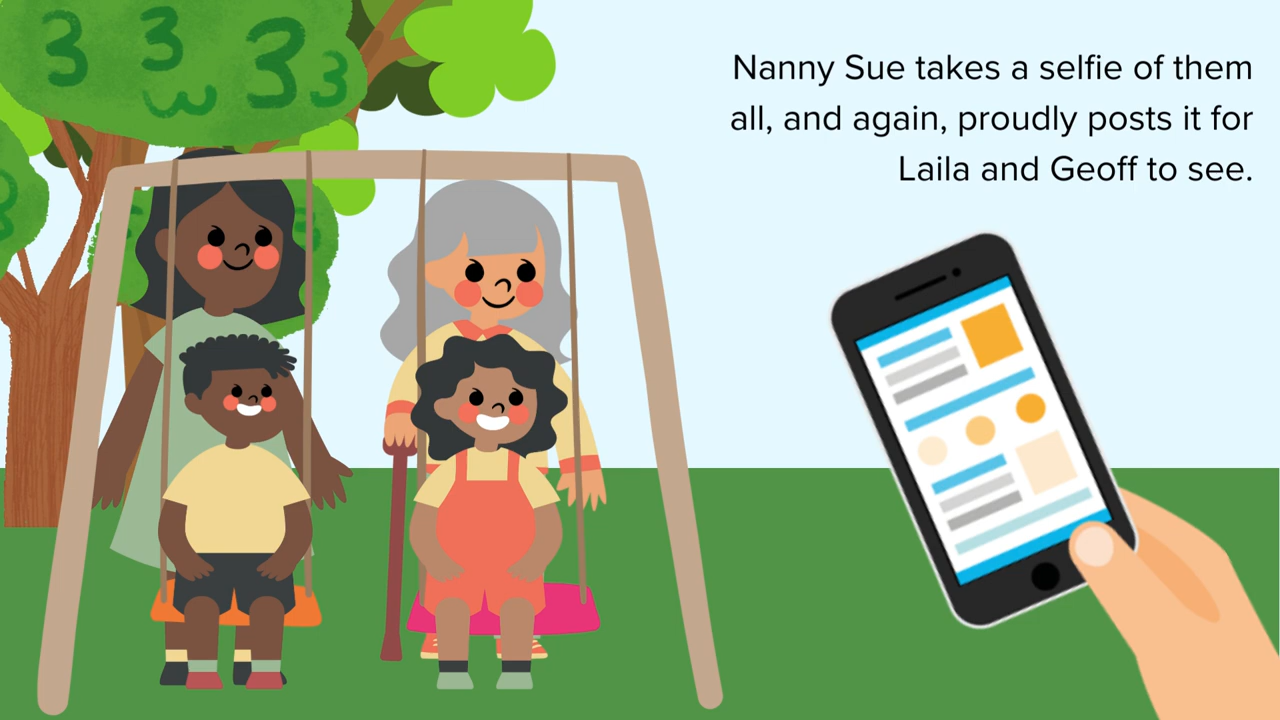 Nanny Sue takes a selfie of them
all, and again, proudly posts it for
Laila and Geoff to see.